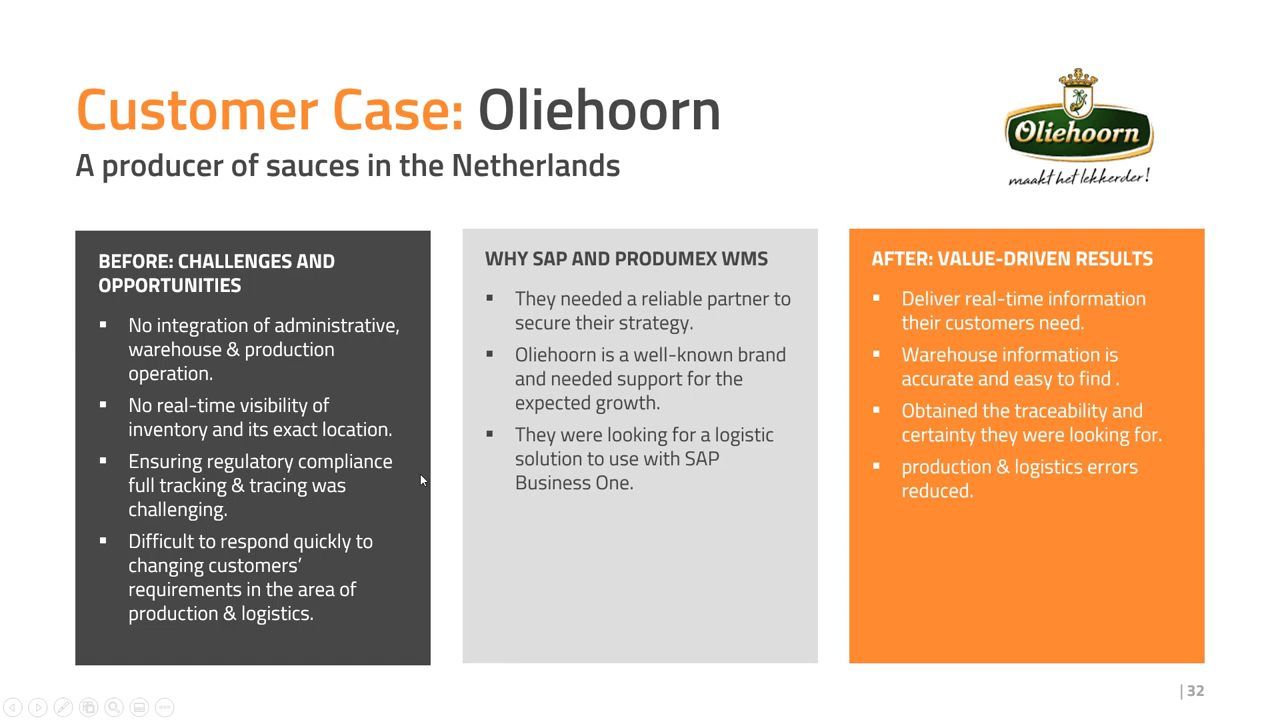 Customer Case: Oliehoorn
A producer of sauces in the Netherlands
Oliehoorn
maakt het lekkerder!
BEFORE: CHALLENGES AND
OPPORTUNITIES
▪ No integration of administrative,
warehouse & production
operation.
▪ No real-time visibility of
inventory and its exact location.
▪ Ensuring regulatory compliance
full tracking & tracing was
challenging.
▪ Difficult to respond quickly to
changing customers’
requirements in the area of
production & logistics.
WHY SAP AND PRODUMEX WMS
▪ They needed a reliable partner to
secure their strategy.
▪ Oliehoorn is a well-known brand
and needed support for the
expected growth.
▪ They were looking for a logistic
solution to use with SAP
Business One.
AFTER: VALUE-DRIVEN RESULTS
▪ Deliver real-time information
their customers need.
▪ Warehouse information is
accurate and easy to find .
▪ Obtained the traceability and
certainty they were looking for.
▪ production & logistics errors
reduced.
| 32